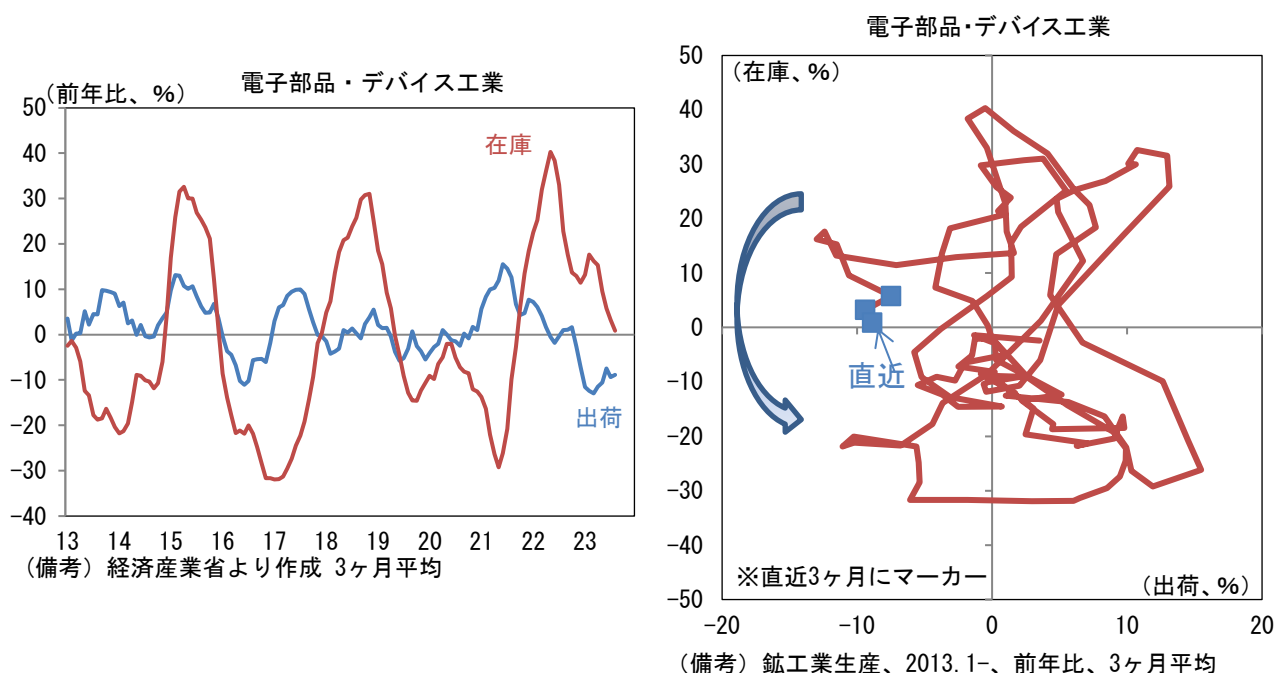 電子部品・デバイス工業
（前年比、%）
50
40
30
20
10
0
−10
−20
−30
−40
在庫
出荷
13 14 15 16 17 18 19 20 21 22 23
（備考）経済産業省より作成 3ヶ月平均
電子部品・デバイス工業
（在庫、%）
50
40
30
20
10
0
−10
−20
−30
−40
−50
直近
※直近3ヶ月にマーカー
（出荷、%）
−20 −10 0 10 20
（備考）鉱工業生産、2013.1-、前年比、3ヶ月平均